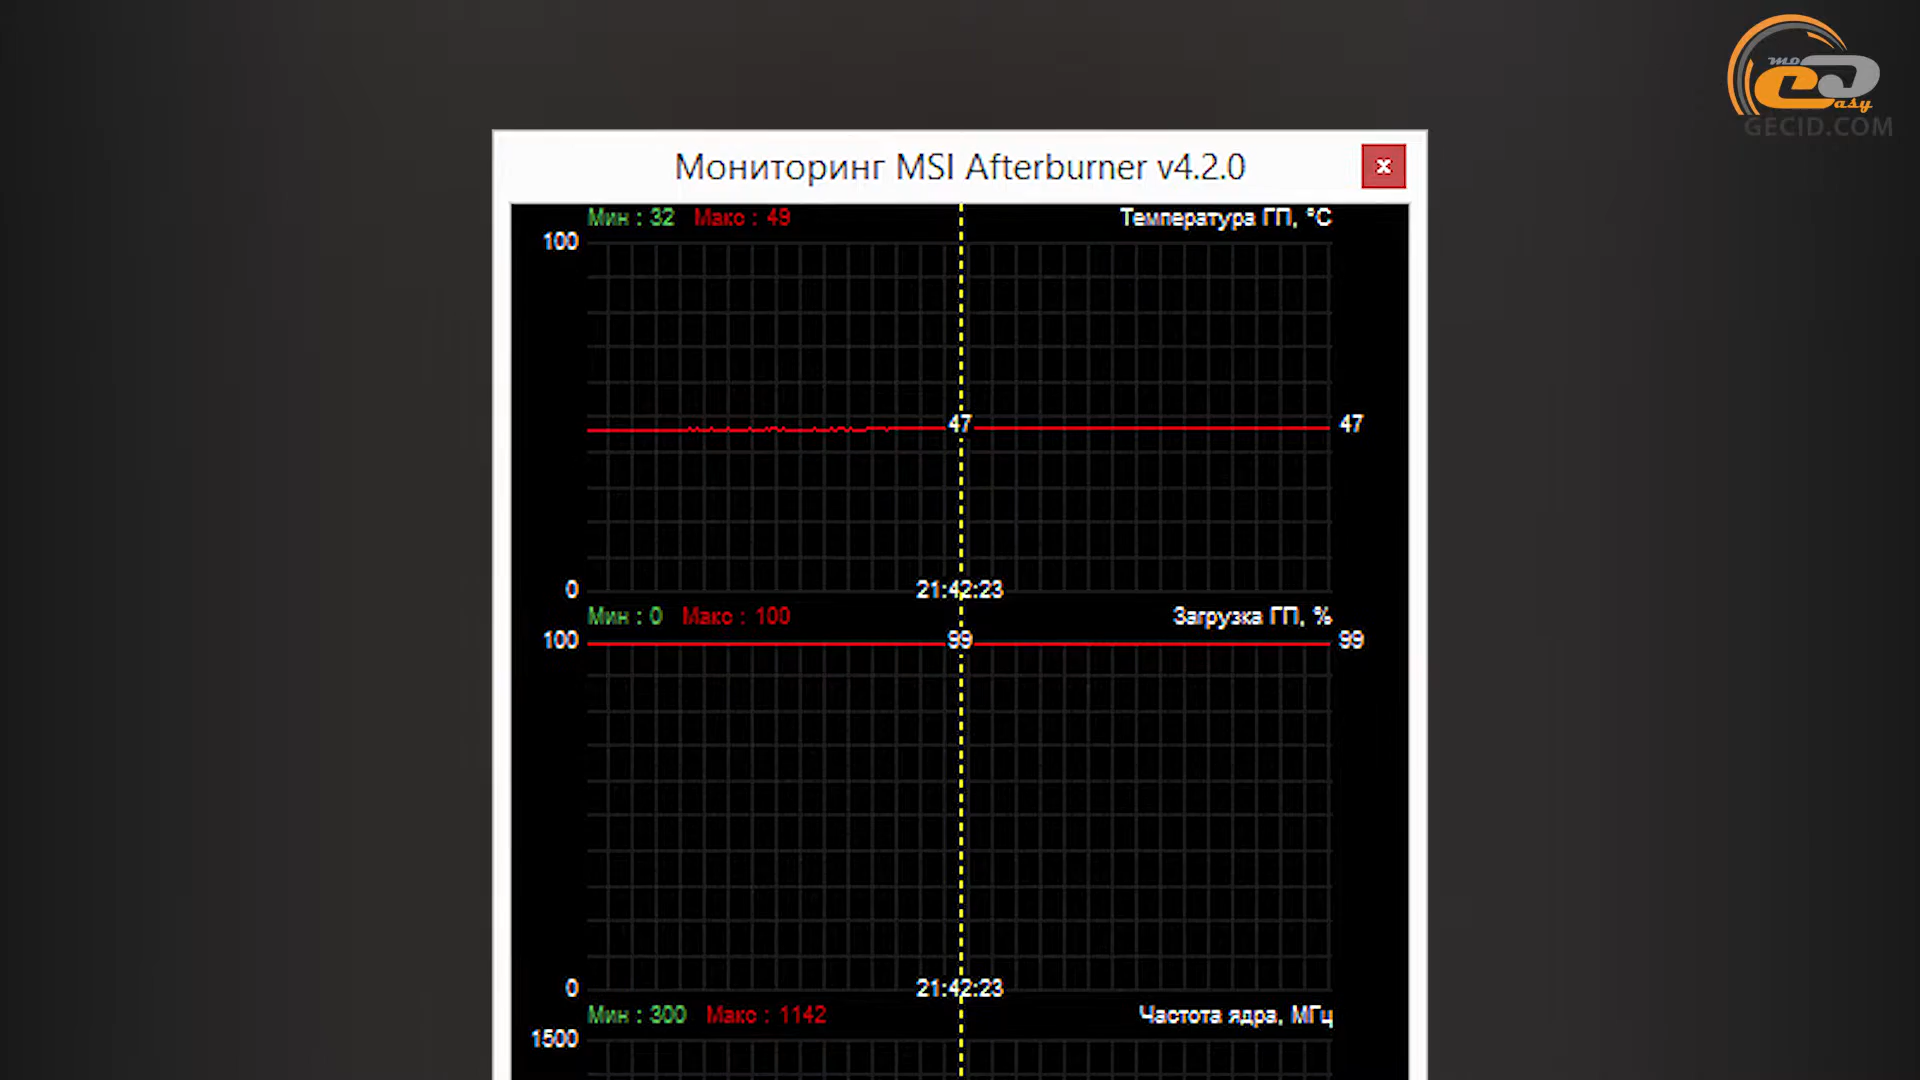 mo
easy
GECID.COM
Мониторинг MSI Afterburner v4.2.0
x
Мин : 32 Макс : 49 Температура ГП, °C
100
47 47
0 21:42:23
Мин : 0 Макс : 100 Загрузка ГП, %
100 99 99
0 21:42:23
Мин : 300 Макс : 1142 Частота ядра, МГц
1500